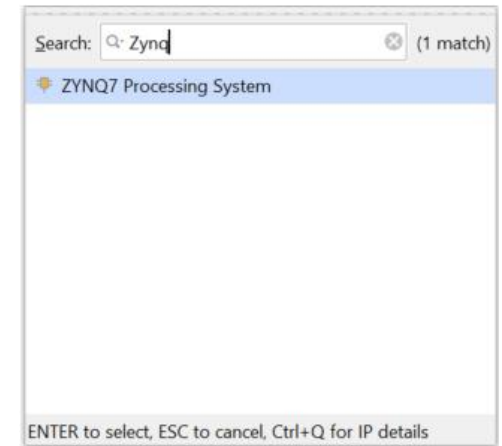 Search: Zynq (1 match)
ZYNQ7 Processing System
ENTER to select, ESC to cancel, Ctrl+Q for IP details